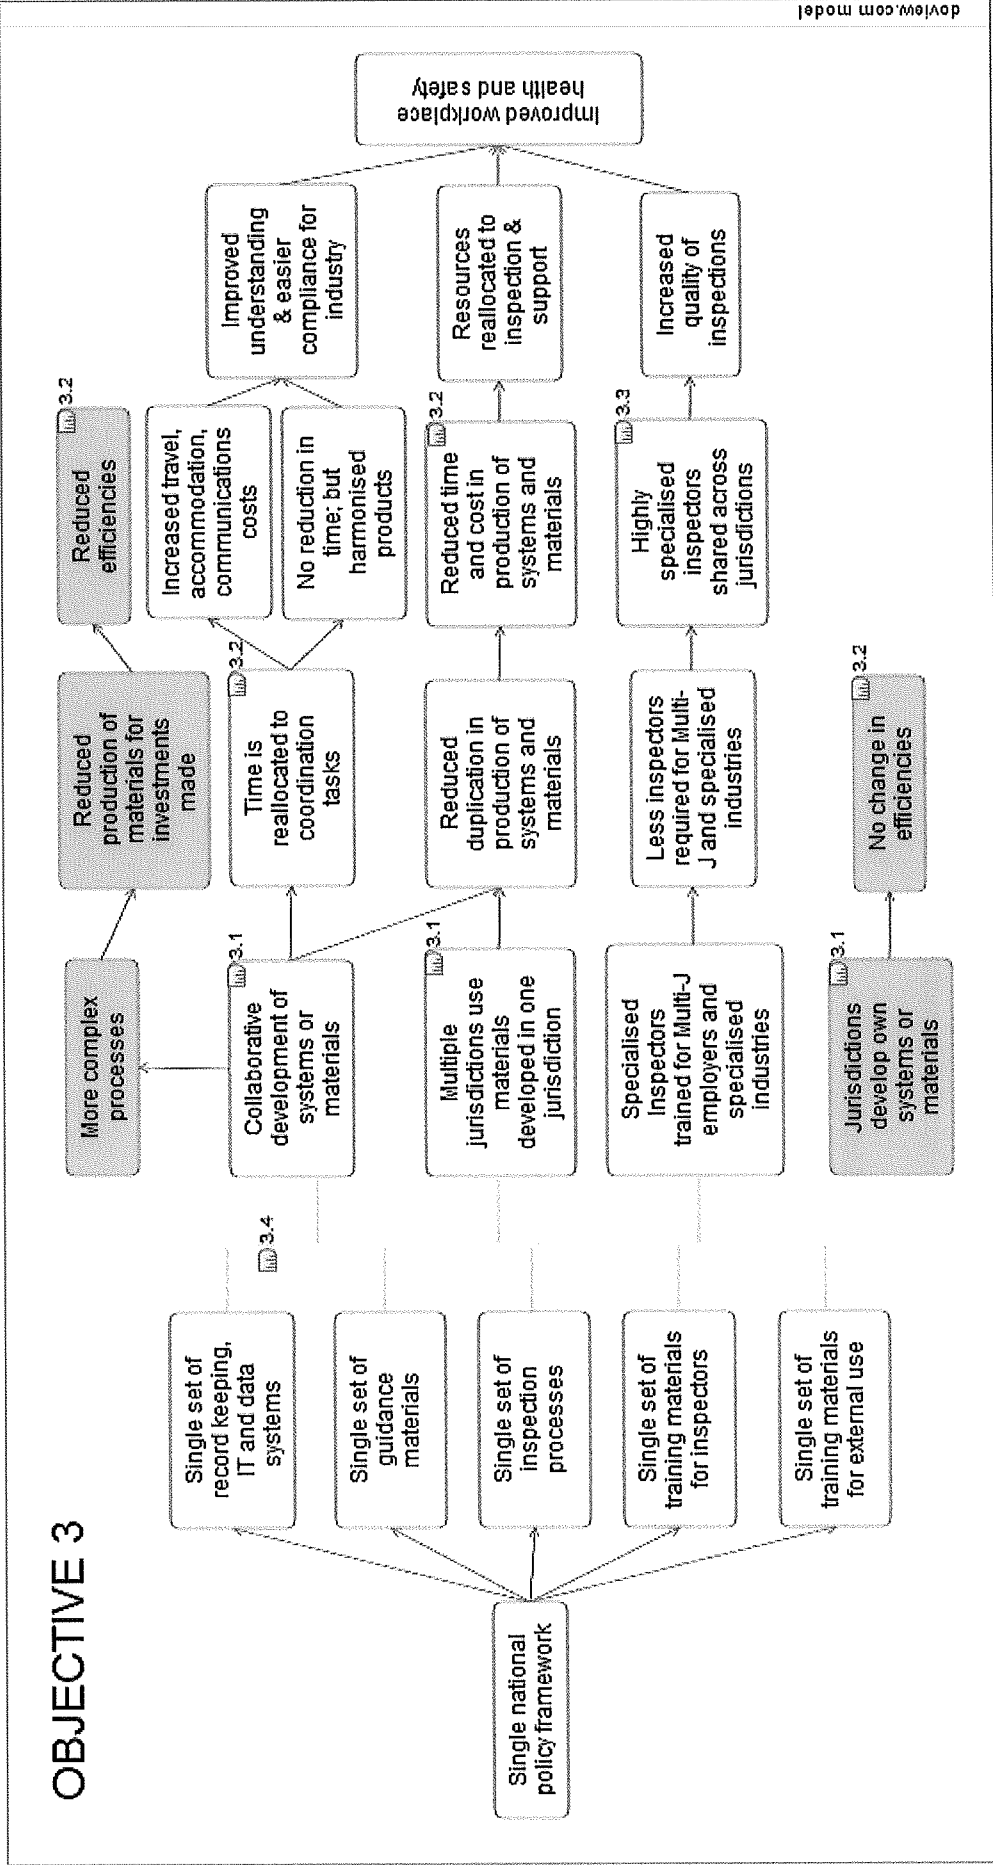 OBJECTIVE 3
Single national
policy framework
Single set of
record keeping,
IT and data
systems
Single set of
guidance
materials
Single set of
inspection
processes
Single set of
training materials
for inspectors
Single set of
training materials
for external use
3.4
More complex
processes
Collaborative
development of
systems or
materials
3.1
Multiple
jurisdictions use
materials
developed in one
jurisdiction
3.1
Specialised
Inspectors
trained for Multi-J
employers and
specialised
industries
Jurisdictions
develop own
systems or
materials
3.1
Reduced
production of
materials for
investments
made
Time is
reallocated to
coordination
tasks
3.2
Reduced
duplication in
production of
systems and
materials
Less inspectors
required for Multi-
J and specialised
industries
No change in
efficiencies
3.2
Reduced
efficiencies
3.2
Increased travel,
accommodation,
communications
costs
No reduction in
time; but
harmonised
products
Reduced time
and cost in
production of
systems and
materials
3.2
Highly
specialised
inspectors
shared across
jurisdictions
3.3
Improved
understanding
& easier
compliance for
industry
Resources
reallocated to
inspection &
support
Increased
quality of
inspections
Improved workplace
health and safety
doview.com model